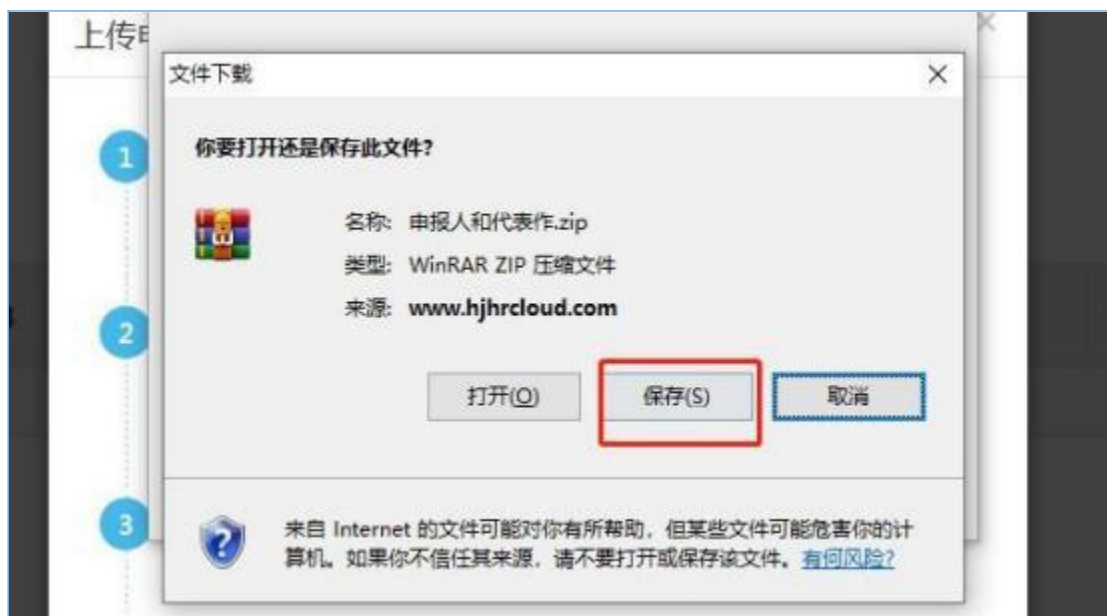 上传
文件下载
你要打开还是保存此文件?
名称: 申报人和代表作.zip
类型: WinRAR ZIP 压缩文件
来源: www.hjhrcloud.com
打开(O) 保存(S) 取消
来自 Internet 的文件可能对你有所帮助，但某些文件可能危害你的计
算机。如果你不信任其来源，请不要打开或保存该文件。有何风险?
1
2
3